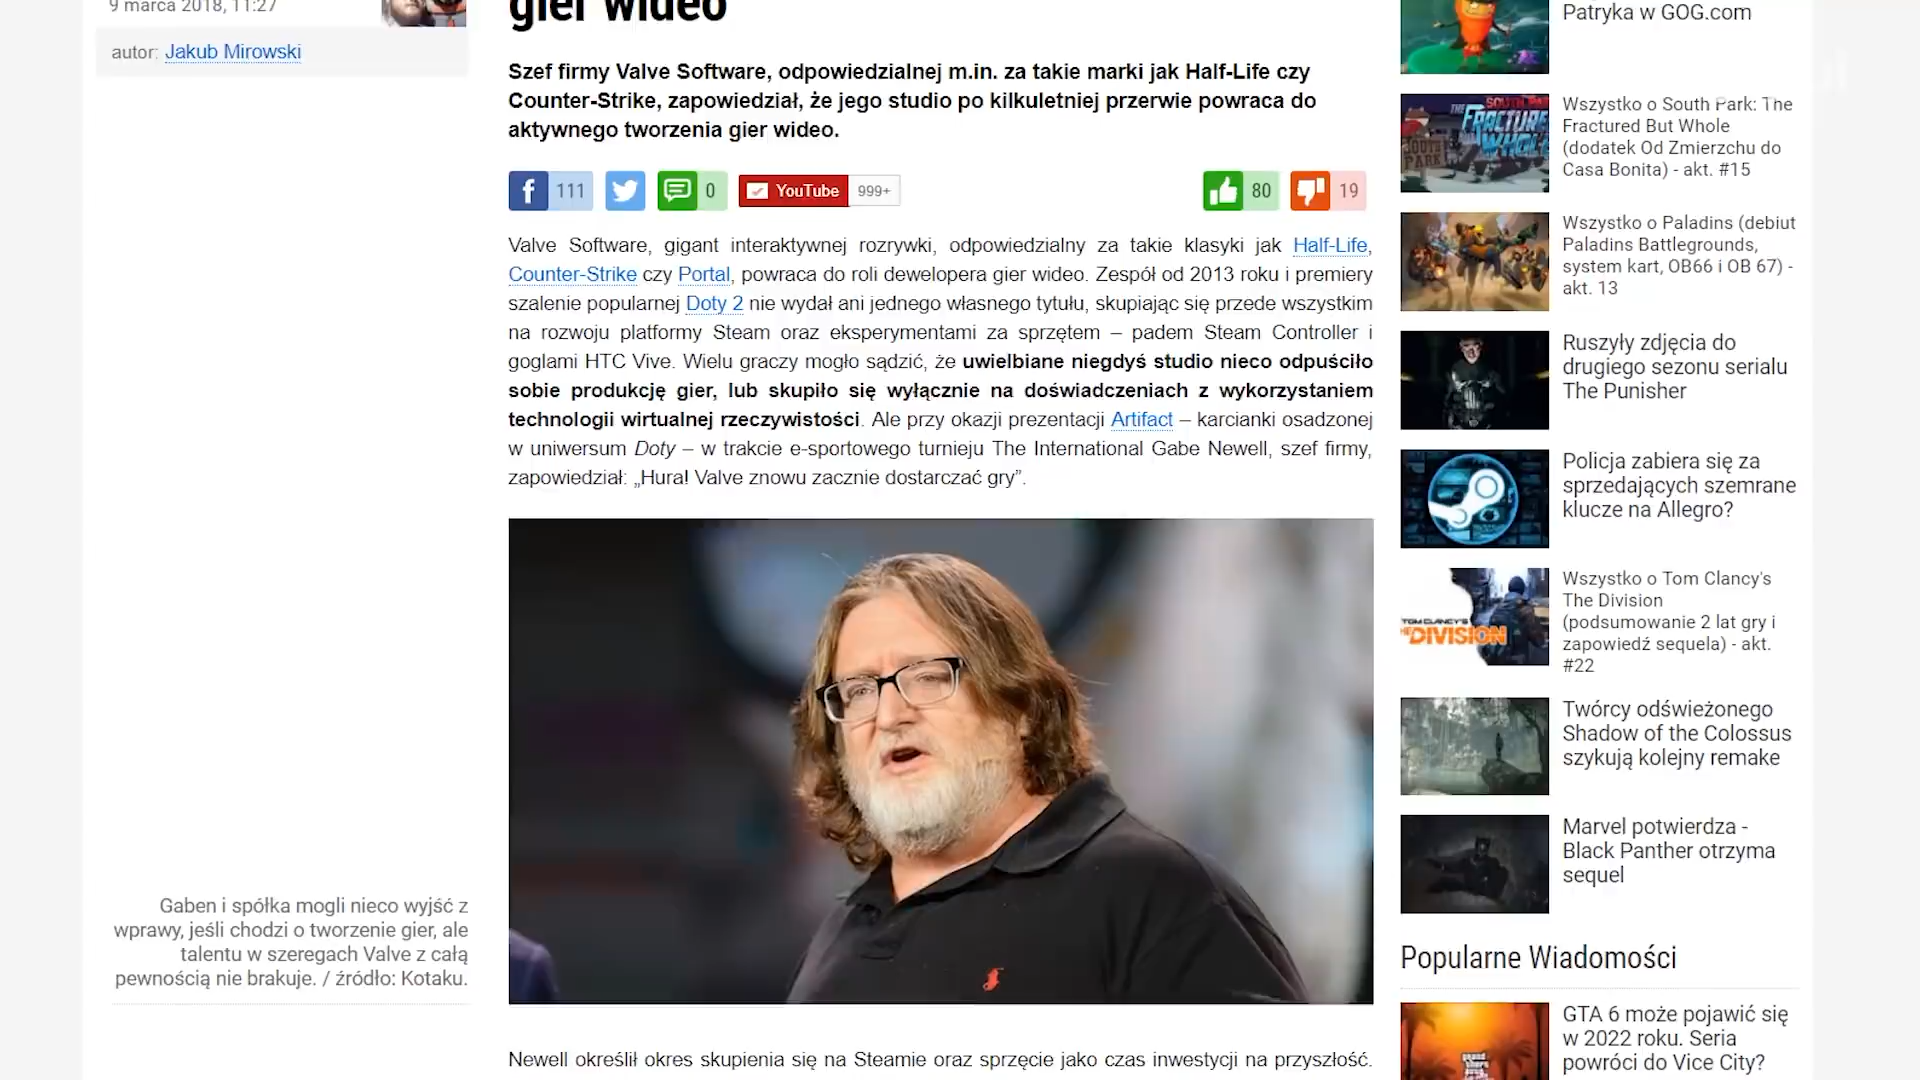 9 marca 2018, 11:27
autor: Jakub Mirowski
gier wideo
Szef firmy Valve Software, odpowiedzialnej m.in. za takie marki jak Half-Life czy
Counter-Strike, zapowiedział, że jego studio po kilkuletniej przerwie powraca do
aktywnego tworzenia gier wideo.
111
0
YouTube
999+
80
19
Valve Software, gigant interaktywnej rozrywki, odpowiedzialny za takie klasyki jak Half-Life,
Counter-Strike czy Portal, powraca do roli dewelopera gier wideo. Zespół od 2013 roku i premiery
szalenie popularnej Doty 2 nie wydał ani jednego własnego tytułu, skupiając się przede wszystkim
na rozwoju platformy Steam oraz eksperymentami za sprzętem – padem Steam Controller i
goglami HTC Vive. Wielu graczy mogło sądzić, że uwielbiane niegdyś studio nieco odpuściło
sobie produkcję gier, lub skupiło się wyłącznie na doświadczeniach z wykorzystaniem
technologii wirtualnej rzeczywistości. Ale przy okazji prezentacji Artifact – karcianki osadzonej
w uniwersum Doty – w trakcie e-sportowego turnieju The International Gabe Newell, szef firmy,
zapowiedział: „Hura! Valve znowu zacznie dostarczać gry”.
Gaben i spółka mogli nieco wyjść z
wprawy, jeśli chodzi o tworzenie gier, ale
talentu w szeregach Valve z całą
pewnością nie brakuje. / źródło: Kotaku.
Newell określił okres skupienia się na Steamie oraz sprzęcie jako czas inwestycji na przyszłość.
Patryka w GOG.com
THE
SOUTH PARK
FRACTURED
WHOLE
Wszystko o South Park: The
Fractured But Whole
(dodatek Od Zmierzchu do
Casa Bonita) - akt. #15
Wszystko o Paladins (debiut
Paladins Battlegrounds,
system kart, OB66 i OB 67) -
akt. 13
Ruszyły zdjęcia do
drugiego sezonu serialu
The Punisher
Policja zabiera się za
sprzedających szemrane
klucze na Allegro?
TOM CLANCY'S
THE DIVISION
Wszystko o Tom Clancy's
The Division
(podsumowanie 2 lat gry i
zapowiedź sequela) - akt.
#22
Twórcy odświeżonego
Shadow of the Colossus
szykują kolejny remake
Marvel potwierdza -
Black Panther otrzyma
sequel
Popularne Wiadomości
GTA 6 może pojawić się
w 2022 roku. Seria
powróci do Vice City?